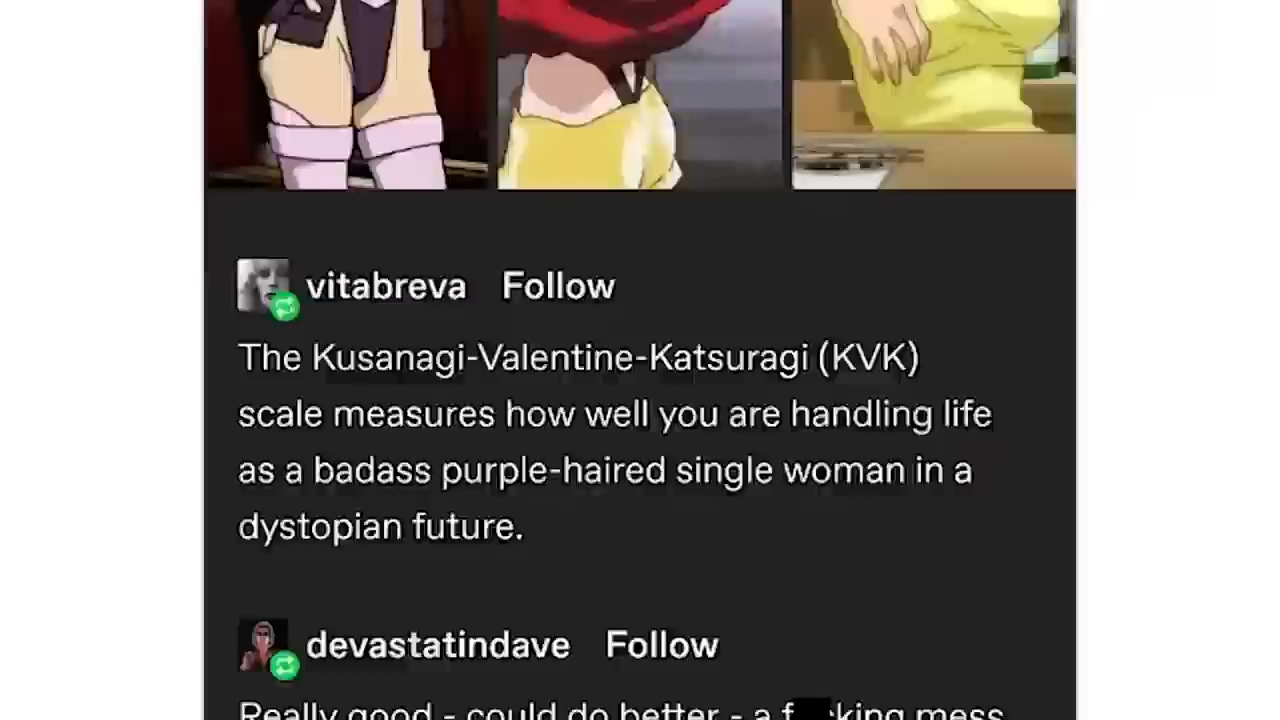 vitabreva Follow
The Kusanagi-Valentine-Katsuragi (KVK)
scale measures how well you are handling life
as a badass purple-haired single woman in a
dystopian future.
devastatindave Follow
Really good - could do better - a f cking mess